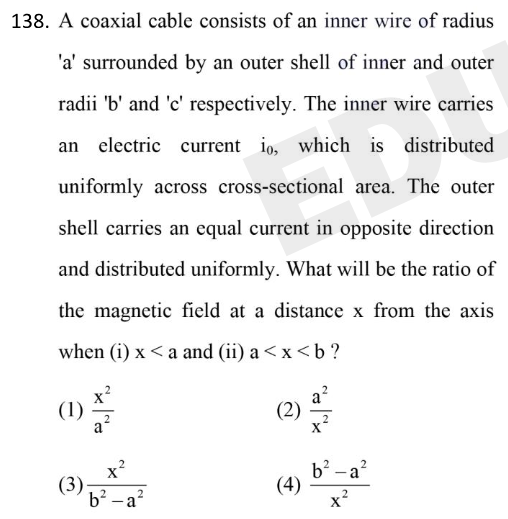 138. A coaxial cable consists of an inner wire of radius
'a' surrounded by an outer shell of inner and outer
radii 'b' and 'c' respectively. The inner wire carries
an electric current i₀, which is distributed
uniformly across cross-sectional area. The outer
shell carries an equal current in opposite direction
and distributed uniformly. What will be the ratio of
the magnetic field at a distance x from the axis
when (i) x < a and (ii) a < x < b ?
(1) x²/a² (2) a²/x²
(3) x²/(b² – a²) (4) (b² – a²)/x²
EDU